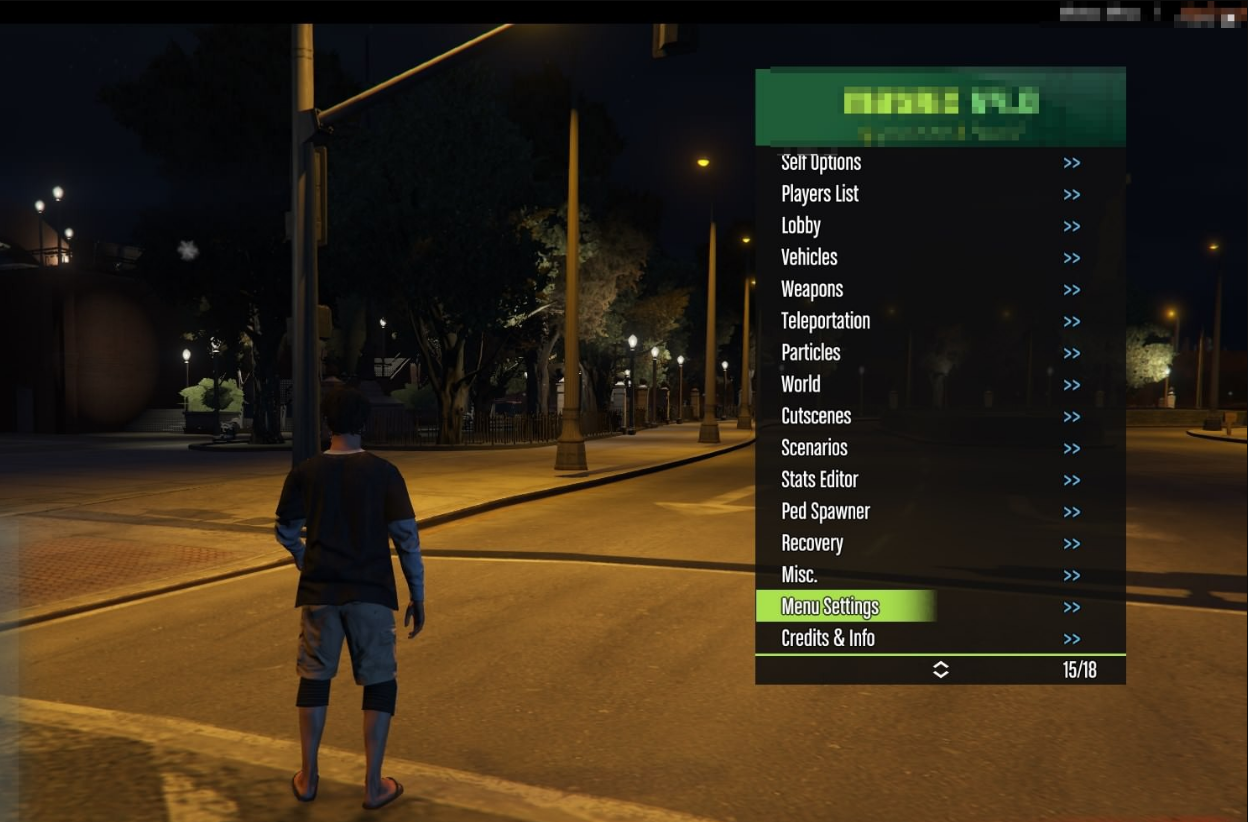 Self Options >>
Players List >>
Lobby >>
Vehicles >>
Weapons >>
Teleportation >>
Particles >>
World >>
Cutscenes >>
Scenarios >>
Stats Editor >>
Ped Spawner >>
Recovery >>
Misc. >>
Menu Settings >>
Credits & Info >>
15/18